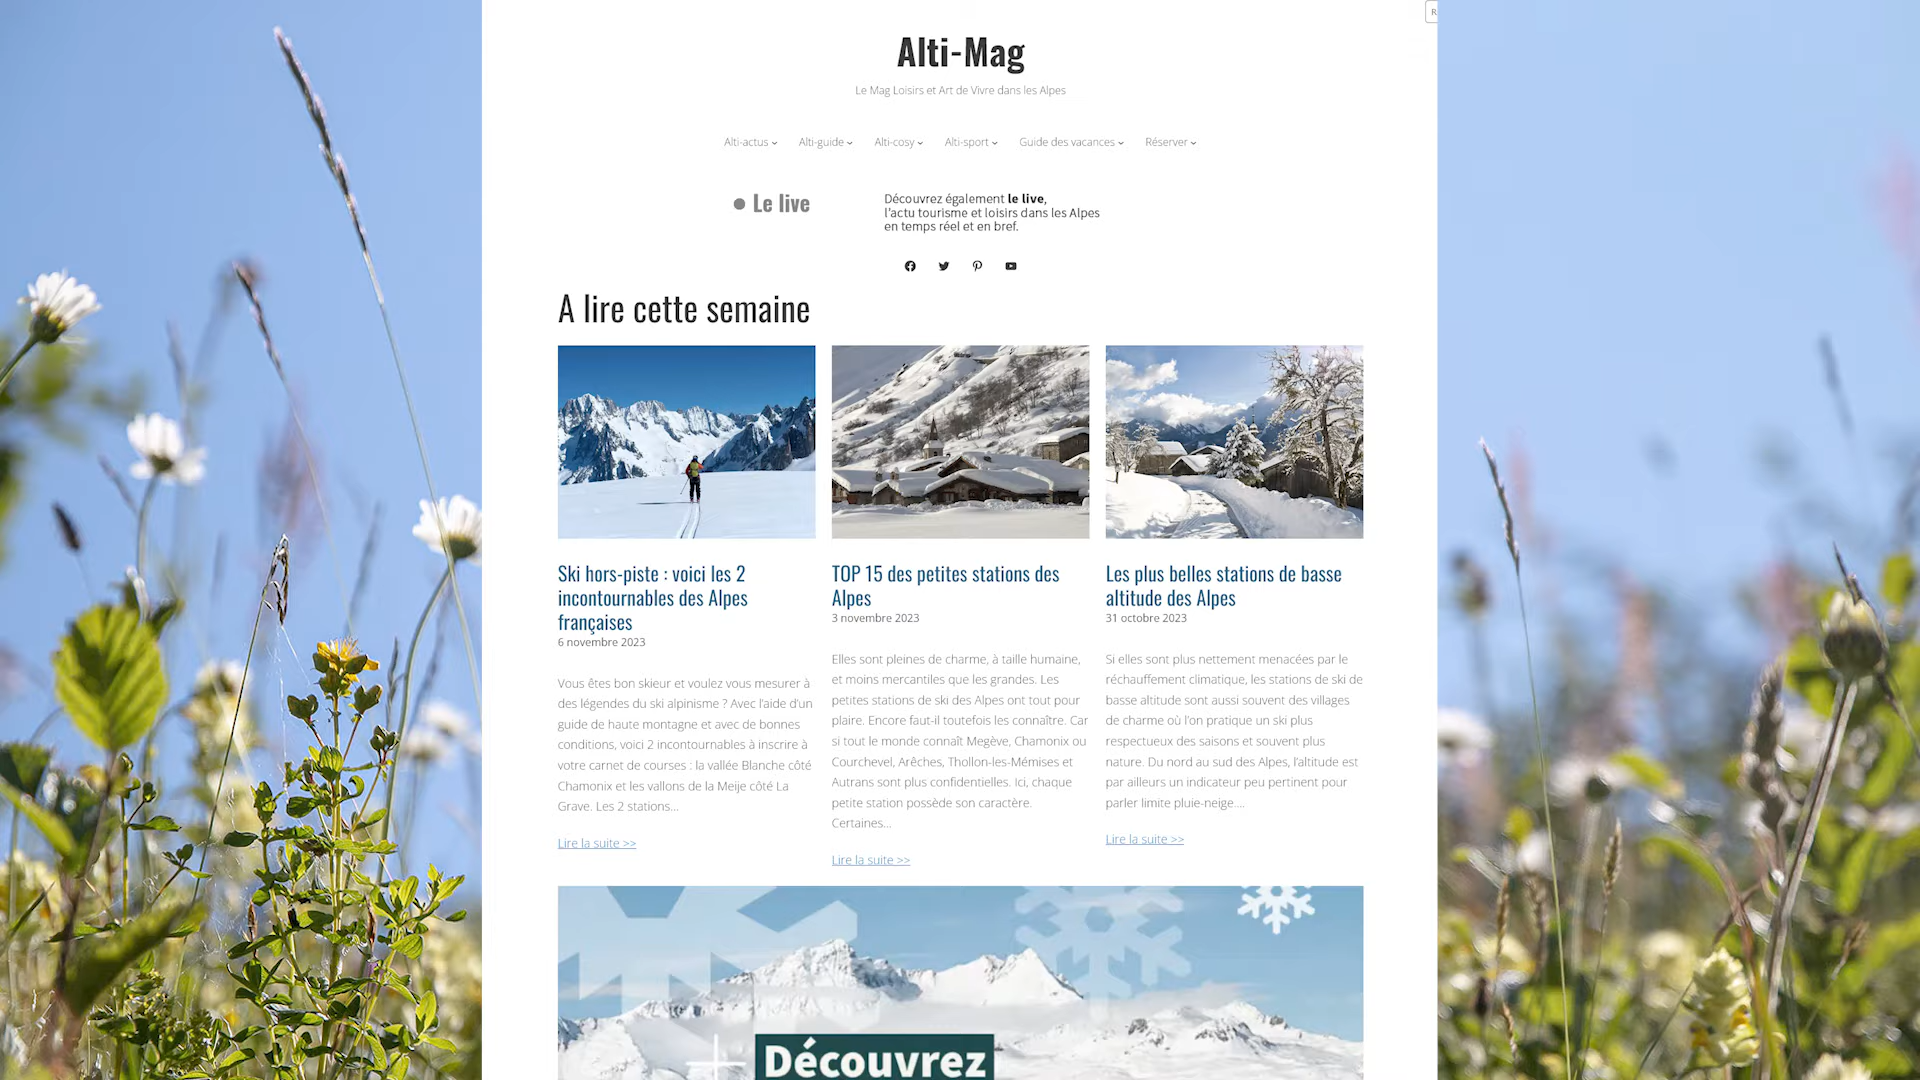 R
Alti-Mag
Le Mag Loisirs et Art de Vivre dans les Alpes
Alti-actus Alti-guide Alti-cosy Alti-sport Guide des vacances Réserver
Le live
Découvrez également le live,
l'actu tourisme et loisirs dans les Alpes
en temps réel et en bref.
A lire cette semaine
Ski hors-piste : voici les 2
incontournables des Alpes
françaises
6 novembre 2023
Vous êtes bon skieur et voulez vous mesurer à
des légendes du ski alpinisme ? Avec l'aide d'un
guide de haute montagne et avec de bonnes
conditions, voici 2 incontournables à inscrire à
votre carnet de courses : la vallée Blanche côté
Chamonix et les vallons de la Meije côté La
Grave. Les 2 stations...
Lire la suite >>
TOP 15 des petites stations des
Alpes
3 novembre 2023
Elles sont pleines de charme, à taille humaine,
et moins mercantiles que les grandes. Les
petites stations de ski des Alpes ont tout pour
plaire. Encore faut-il toutefois les connaître. Car
si tout le monde connaît Megève, Chamonix ou
Courchevel, Arêches, Thollon-les-Mémises et
Autrans sont plus confidentielles. Ici, chaque
petite station possède son caractère.
Certaines...
Lire la suite >>
Les plus belles stations de basse
altitude des Alpes
31 octobre 2023
Si elles sont plus nettement menacées par le
réchauffement climatique, les stations de ski de
basse altitude sont aussi souvent des villages
de charme où l'on pratique un ski plus
respectueux des saisons et souvent plus
nature. Du nord au sud des Alpes, l'altitude est
par ailleurs un indicateur peu pertinent pour
parler limite pluie-neige....
Lire la suite >>
Découvrez